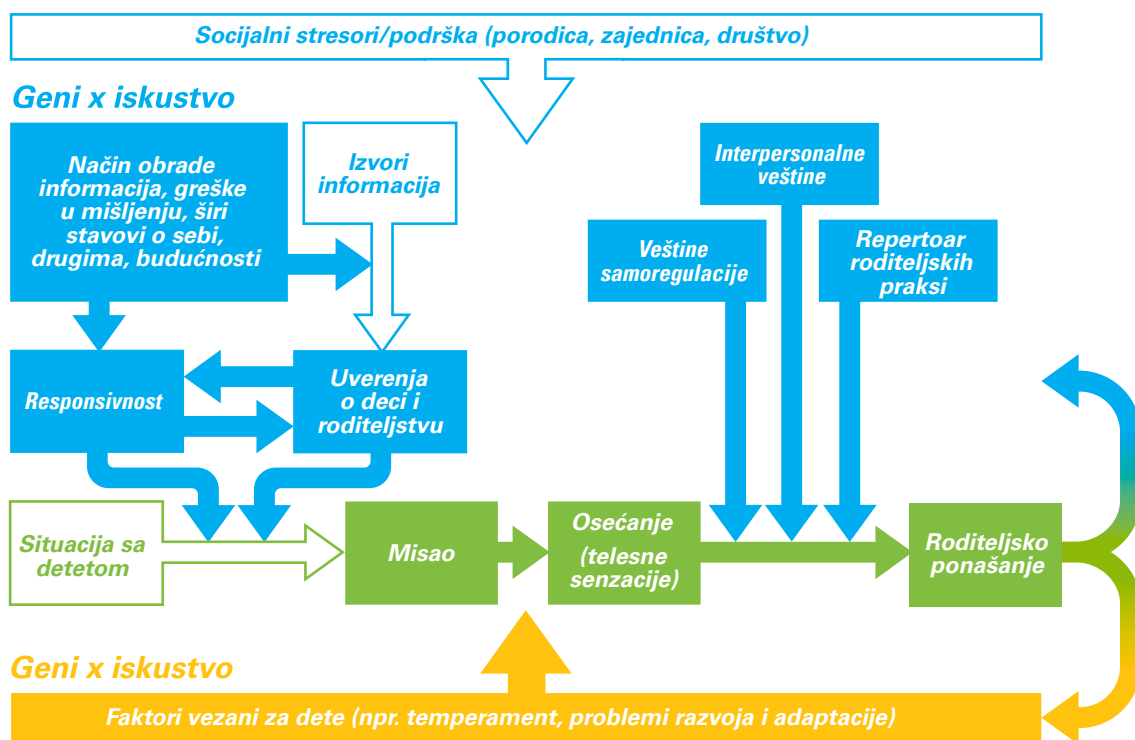 Socijalni stresori/podrška (porodica, zajednica, društvo)
Geni x iskustvo
Način obrade
informacija, greške
u mišljenju, širi
stavovi o sebi,
drugima, budućnosti
Izvori
informacija
Interpersonalne
veštine
Veštine
samoregulacije
Repertoar
roditeljskih
praksi
Responsivnost
Uverenja
o deci i
roditeljstvu
Situacija sa
detetom
Misao
Osećanje
(telesne
senzacije)
Roditeljsko
ponašanje
Geni x iskustvo
Faktori vezani za dete (npr. temperament, problemi razvoja i adaptacije)